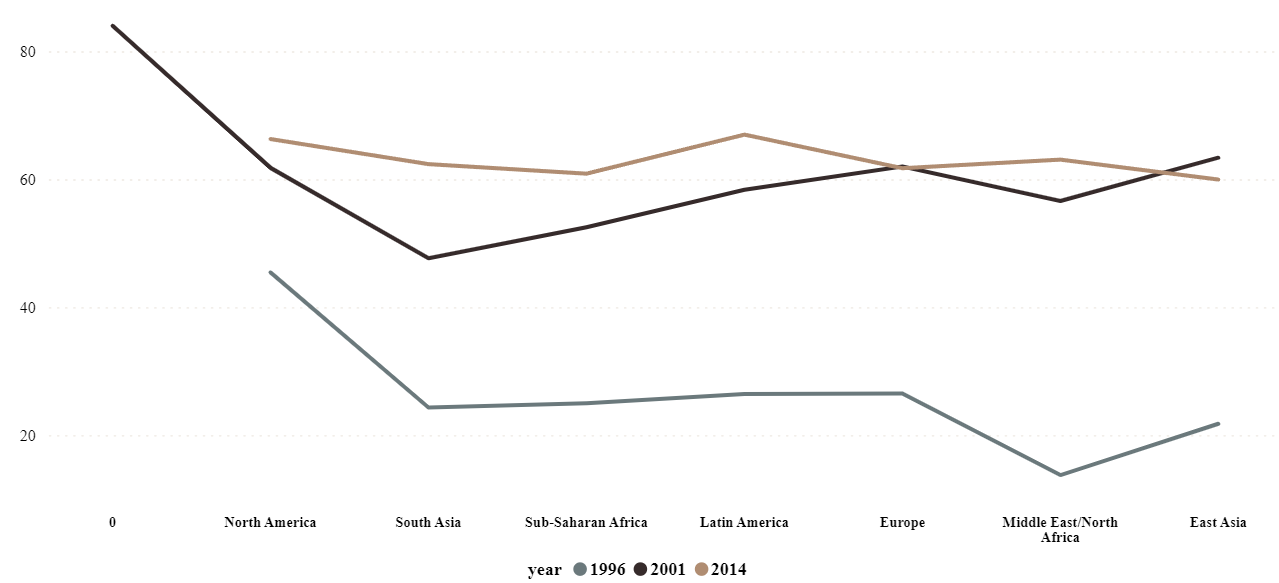 80
60
40
20
0
North America
South Asia
Sub-Saharan Africa
Latin America
Europe
Middle East/North
Africa
East Asia
year 1996 2001 2014